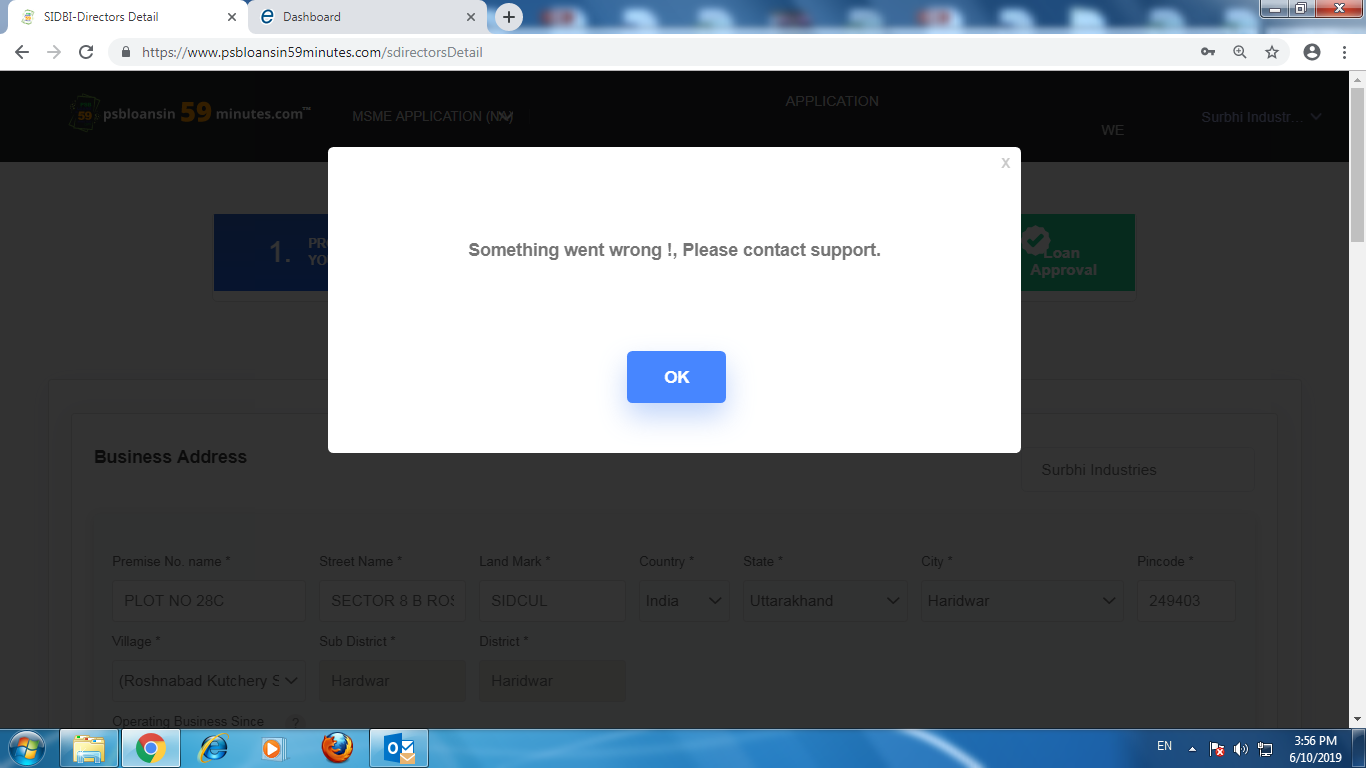 SIDBI-Directors Detail
Dashboard
https://www.psbloansin59minutes.com/sdirectorsDetail
psbloansin 59 minutes.com™
MSME APPLICATION
APPLICATION
WE
Surbhi Industr...
X
1.
Loan
Approval
Something went wrong !, Please contact support.
OK
Business Address
Surbhi Industries
Premise No. name * Street Name * Land Mark * Country * State * City * Pincode *
PLOT NO 28C SECTOR 8 B ROS SIDCUL India Uttarakhand Haridwar 249403
Village * Sub District * District *
(Roshnabad Kutchery S Hardwar Haridwar
Operating Business Since ?
EN
3:56 PM
6/10/2019